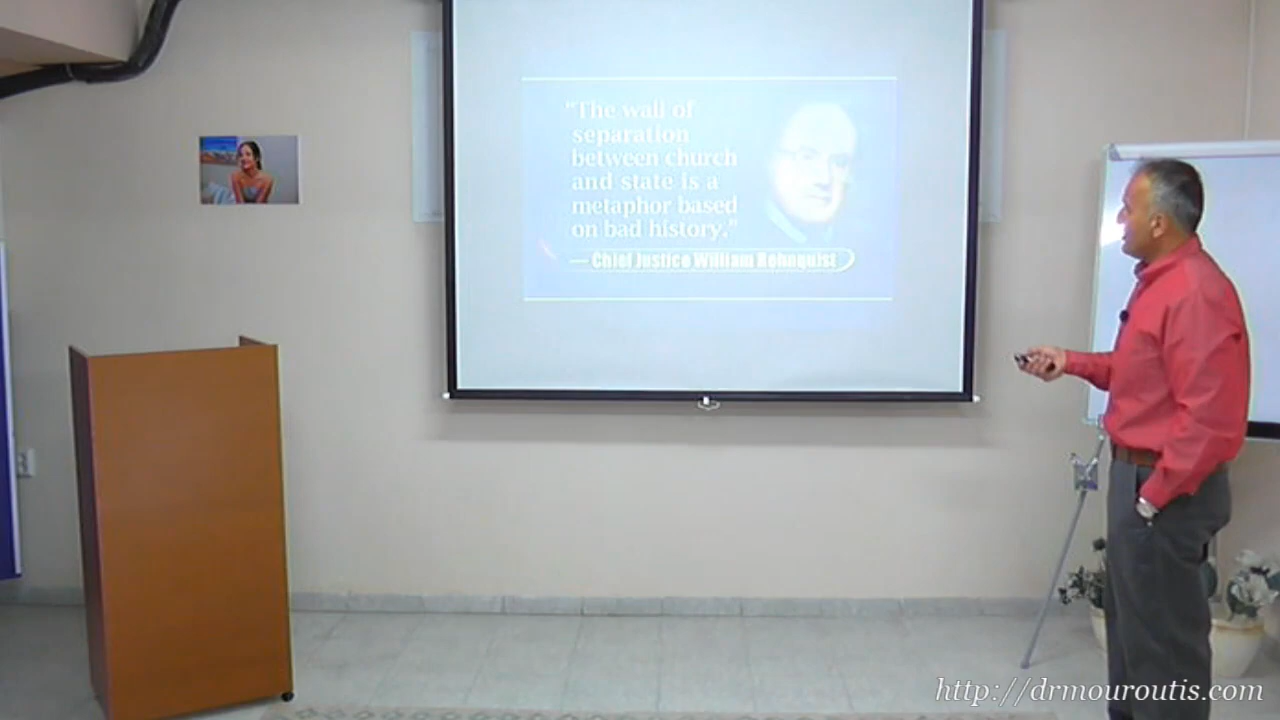 "The wall of
separation
between church
and state is a
metaphor based
on bad history."
— Chief Justice William Rehnquist
http://drmouroutis.com